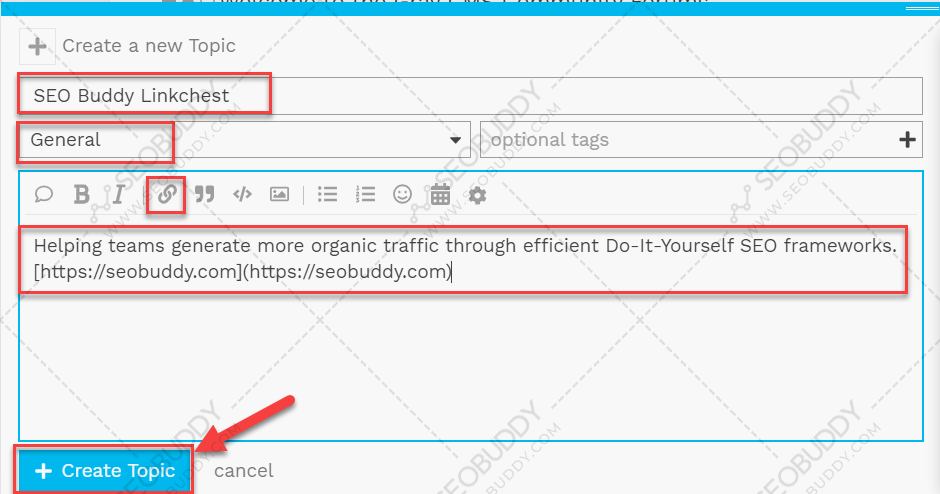 Create a new Topic
SEO Buddy Linkchest
General
optional tags
Helping teams generate more organic traffic through efficient Do-It-Yourself SEO frameworks.
[https://seobuddy.com](https://seobuddy.com)
Create Topic
cancel
SEOBUDDY
WWW.SEOBUDDY.COM